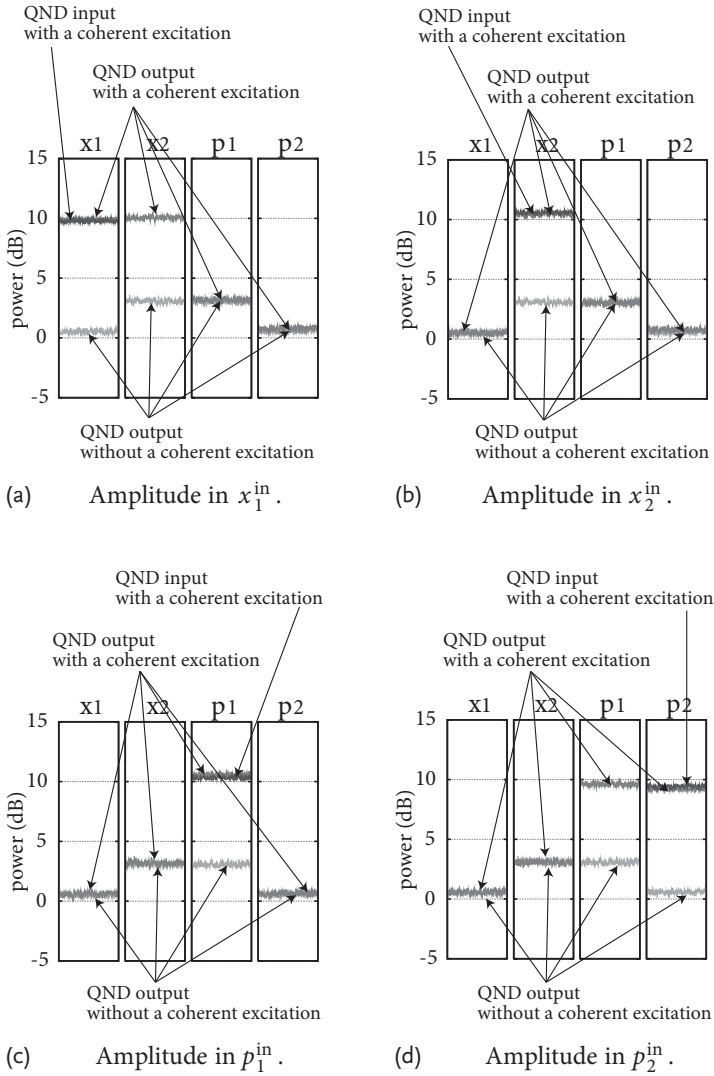 QND input
with a coherent excitation
QND output
with a coherent excitation
x1 x2 p1 p2
15
10
5
0
-5
power (dB)
QND output
without a coherent excitation
(a) Amplitude in x₁ⁱⁿ .
QND input
with a coherent excitation
QND output
with a coherent excitation
x1 x2 p1 p2
15
10
5
0
-5
power (dB)
QND output
without a coherent excitation
(b) Amplitude in x₂ⁱⁿ .
QND input
with a coherent excitation
QND output
with a coherent excitation
x1 x2 p1 p2
15
10
5
0
-5
power (dB)
QND output
without a coherent excitation
(c) Amplitude in p₁ⁱⁿ .
QND input
with a coherent excitation
QND output
with a coherent excitation
x1 x2 p1 p2
15
10
5
0
-5
power (dB)
QND output
without a coherent excitation
(d) Amplitude in p₂ⁱⁿ .